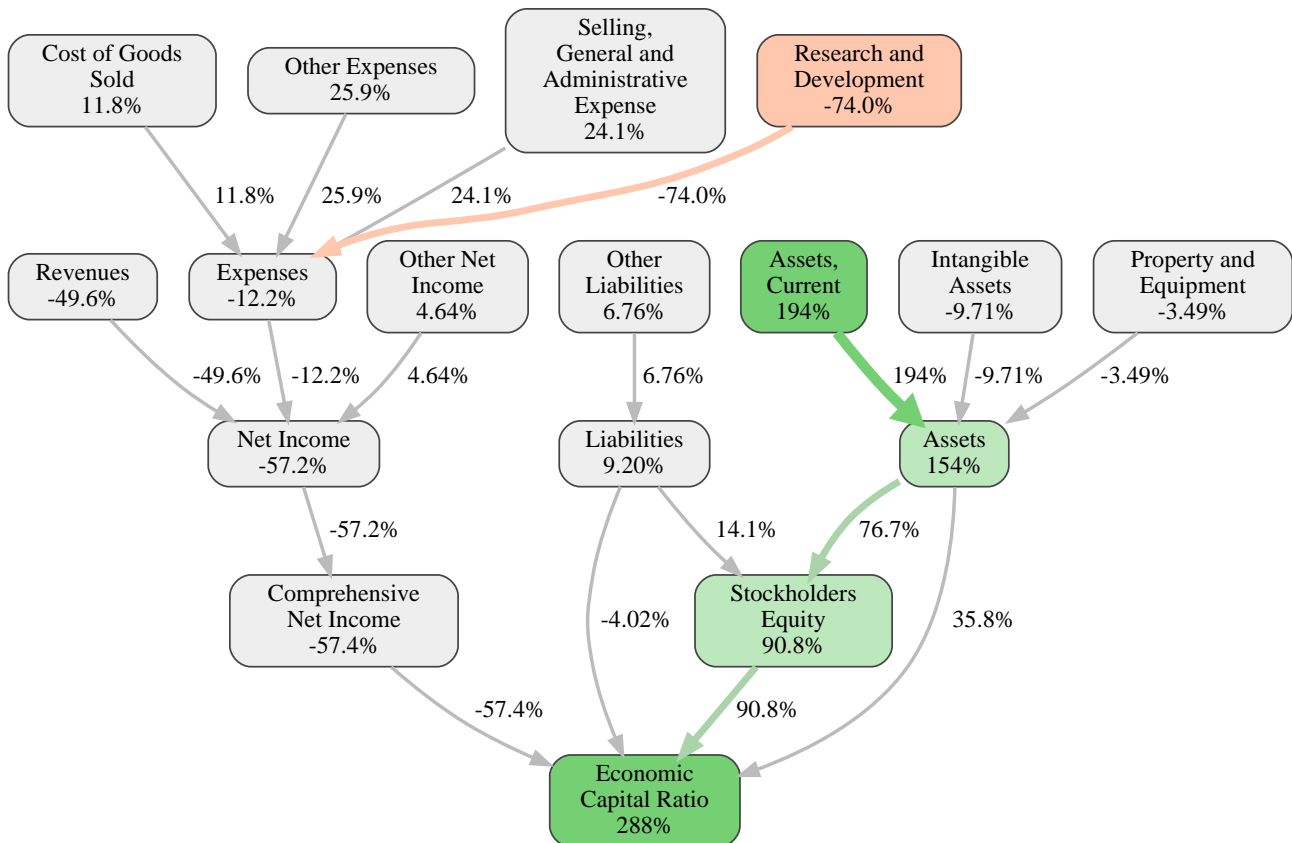 Cost of Goods
Sold
11.8%
Other Expenses
25.9%
Selling,
General and
Administrative
Expense
24.1%
Research and
Development
-74.0%
11.8%
25.9%
24.1%
-74.0%
Revenues
-49.6%
Expenses
-12.2%
Other Net
Income
4.64%
Other
Liabilities
6.76%
Assets,
Current
194%
Intangible
Assets
-9.71%
Property and
Equipment
-3.49%
-49.6%
-12.2%
4.64%
6.76%
194%
-9.71%
-3.49%
Net Income
-57.2%
Liabilities
9.20%
Assets
154%
-57.2%
14.1%
76.7%
Comprehensive
Net Income
-57.4%
-4.02%
Stockholders
Equity
90.8%
35.8%
-57.4%
90.8%
Economic
Capital Ratio
288%